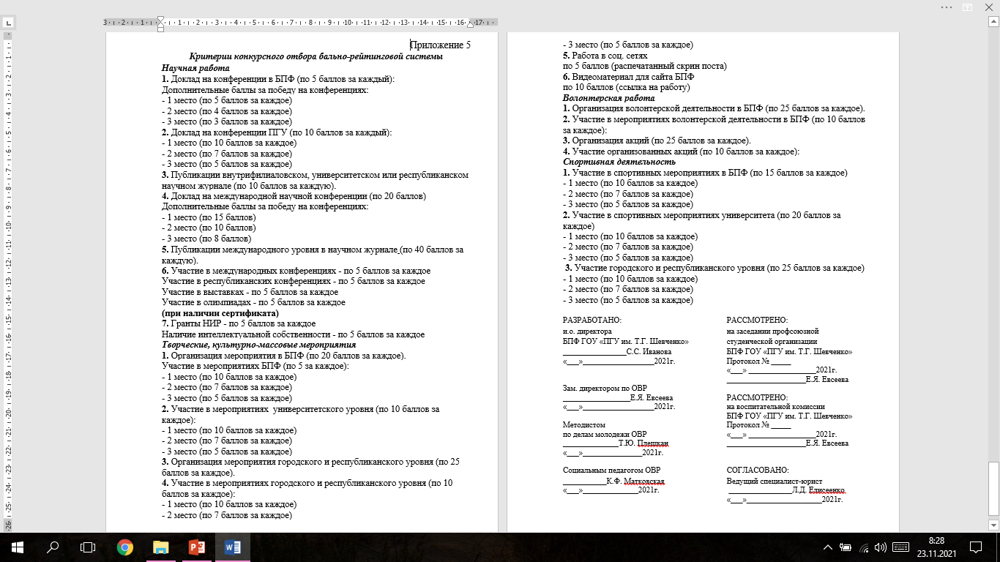 3 · 2 · 1 · 1 · 2 · 3 · 4 · 5 · 6 · 7 · 8 · 9 · 10 · 11 · 12 · 13 · 14 · 15 · 16 · 17
Приложение 5
Критерии конкурсного отбора бально-рейтинговой системы
Научная работа
1. Доклад на конференции в БПФ (по 5 баллов за каждый):
Дополнительные баллы за победу на конференциях:
- 1 место (по 5 баллов за каждое)
- 2 место (по 4 баллов за каждое)
- 3 место (по 3 баллов за каждое)
2. Доклад на конференции ПГУ (по 10 баллов за каждый):
- 1 место (по 10 баллов за каждое)
- 2 место (по 7 баллов за каждое)
- 3 место (по 5 баллов за каждое)
3. Публикации внутрифилиаловском, университетском или республиканском
научном журнале (по 10 баллов за каждую).
4. Доклад на международной научной конференции (по 20 баллов)
Дополнительные баллы за победу на конференциях:
- 1 место (по 15 баллов)
- 2 место (по 10 баллов)
- 3 место (по 8 баллов)
5. Публикации международного уровня в научном журнале (по 40 баллов за
каждую).
6. Участие в международных конференциях - по 5 баллов за каждое
Участие в республиканских конференциях - по 5 баллов за каждое
Участие в выставках - по 5 баллов за каждое
Участие в олимпиадах - по 5 баллов за каждое
(при наличии сертификата)
7. Гранты НИР - по 5 баллов за каждое
Наличие интеллектуальной собственности - по 5 баллов за каждое
Творческие, культурно-массовые мероприятия
1. Организация мероприятия в БПФ (по 20 баллов за каждое).
Участие в мероприятиях БПФ (по 5 за каждое):
- 1 место (по 10 баллов за каждое)
- 2 место (по 7 баллов за каждое)
- 3 место (по 5 баллов за каждое)
2. Участие в мероприятиях университетского уровня (по 10 баллов за
каждое):
- 1 место (по 10 баллов за каждое)
- 2 место (по 7 баллов за каждое)
- 3 место (по 5 баллов за каждое)
3. Организация мероприятия городского и республиканского уровня (по 25
баллов за каждое).
4. Участие в мероприятиях городского и республиканского уровня (по 10
баллов за каждое):
- 1 место (по 10 баллов за каждое)
- 2 место (по 7 баллов за каждое)
- 3 место (по 5 баллов за каждое)
5. Работа в соц. сетях
по 5 баллов (распечатанный скрин поста)
6. Видеоматериал для сайта БПФ
по 10 баллов (ссылка на работу)
Волонтерская работа
1. Организация волонтерской деятельности в БПФ (по 25 баллов за каждое).
2. Участие в мероприятиях волонтерской деятельности в БПФ (по 10 баллов
за каждое):
3. Организация акций (по 25 баллов за каждое).
4. Участие организованных акций (по 10 баллов за каждое):
Спортивная деятельность
1. Участие в спортивных мероприятиях в БПФ (по 15 баллов за каждое)
- 1 место (по 10 баллов за каждое)
- 2 место (по 7 баллов за каждое)
- 3 место (по 5 баллов за каждое)
2. Участие в спортивных мероприятиях университета (по 20 баллов за
каждое)
- 1 место (по 10 баллов за каждое)
- 2 место (по 7 баллов за каждое)
- 3 место (по 5 баллов за каждое)
3. Участие городского и республиканского уровня (по 25 баллов за каждое)
- 1 место (по 10 баллов за каждое)
- 2 место (по 7 баллов за каждое)
- 3 место (по 5 баллов за каждое)
РАЗРАБОТАНО:
и.о. директора
БПФ ГОУ «ПГУ им. Т.Г. Шевченко»
________________С.С. Иванова
«___»__________________2021г.
Зам. директором по ОВР
_________________Е.Я. Евсеева
«___»__________________2021г.
Методистом
по делам молодежи ОВР
______________Т.Ю. Плешкан
«___»_______________2021г.
Социальным педагогом ОВР
___________К.Ф. Матковская
«___»______________2021г.
РАССМОТРЕНО:
на заседании профсоюзной
студенческой организации
БПФ ГОУ «ПГУ им. Т.Г. Шевченко»
Протокол № _____
«___» _________________2021г.
____________________Е.Я. Евсеева
РАССМОТРЕНО:
на воспитательной комиссии
БПФ ГОУ «ПГУ им. Т.Г. Шевченко»
Протокол № _____
«___» _________________2021г.
____________________Е.Я. Евсеева
СОГЛАСОВАНО:
Ведущий специалист-юрист
________________Л.Д. Елисеенко
«___»___________________2021г.
8:28
23.11.2021